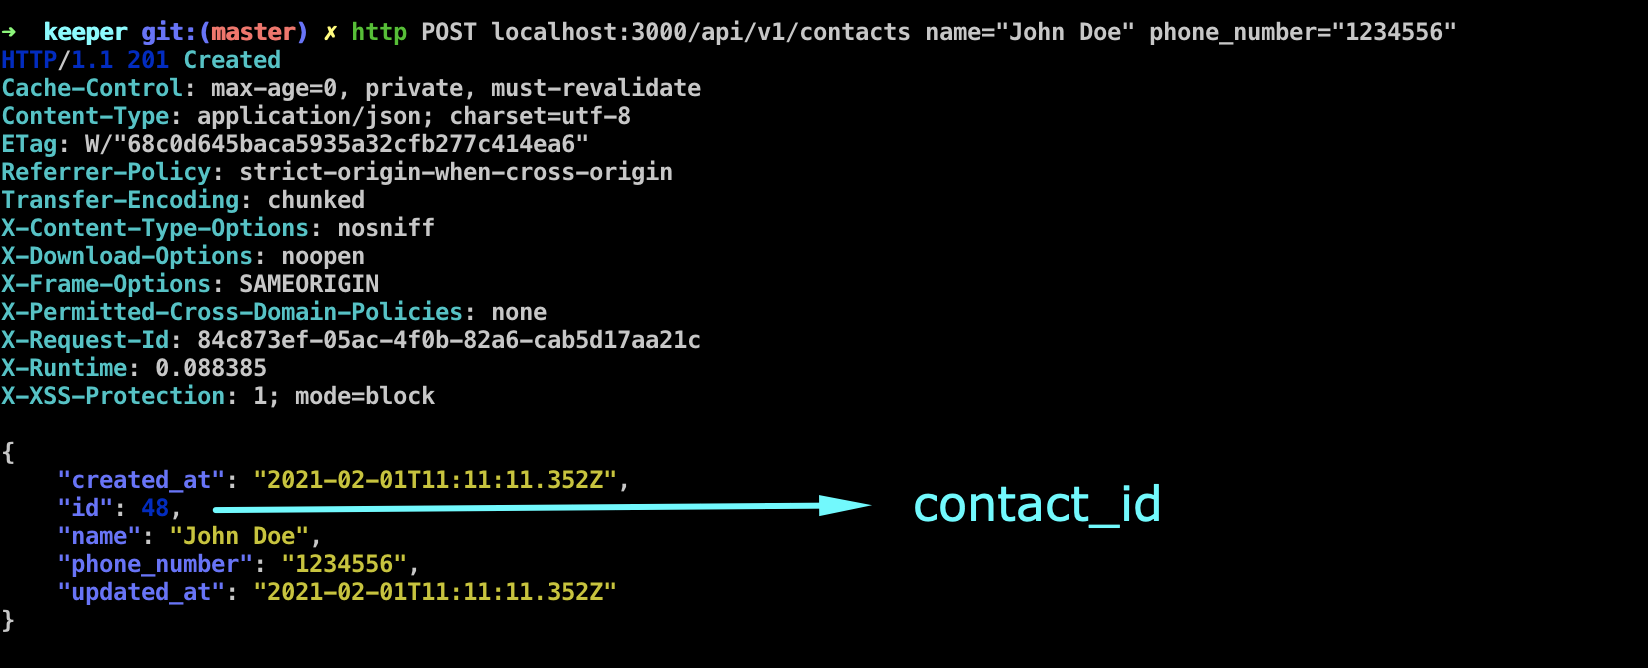 ➜  keeper git:(master) ✗ http POST localhost:3000/api/v1/contacts name="John Doe" phone_number="1234556"
HTTP/1.1 201 Created
Cache-Control: max-age=0, private, must-revalidate
Content-Type: application/json; charset=utf-8
ETag: W/"68c0d645baca5935a32cfb277c414ea6"
Referrer-Policy: strict-origin-when-cross-origin
Transfer-Encoding: chunked
X-Content-Type-Options: nosniff
X-Download-Options: noopen
X-Frame-Options: SAMEORIGIN
X-Permitted-Cross-Domain-Policies: none
X-Request-Id: 84c873ef-05ac-4f0b-82a6-cab5d17aa21c
X-Runtime: 0.088385
X-XSS-Protection: 1; mode=block
{
    "created_at": "2021-02-01T11:11:11.352Z",
    "id": 48, contact_id
    "name": "John Doe",
    "phone_number": "1234556",
    "updated_at": "2021-02-01T11:11:11.352Z"
}